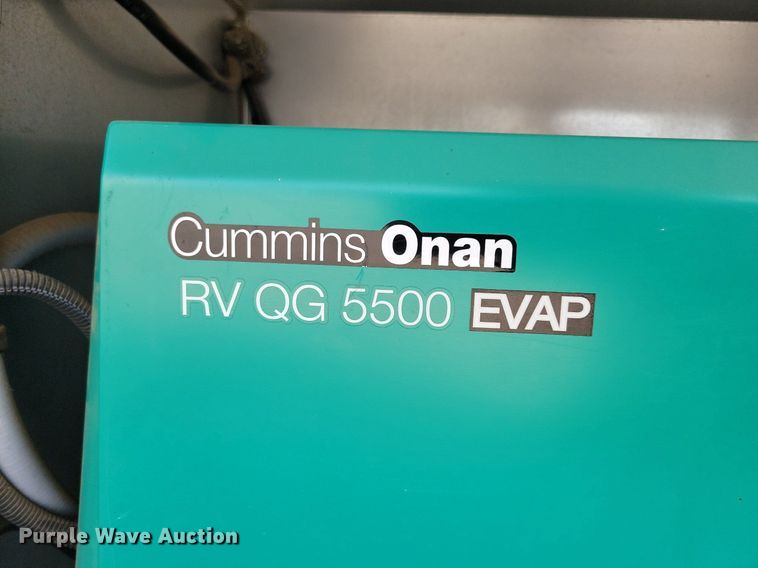 Cummins Onan
RV QG 5500 EVAP
Purple Wave Auction